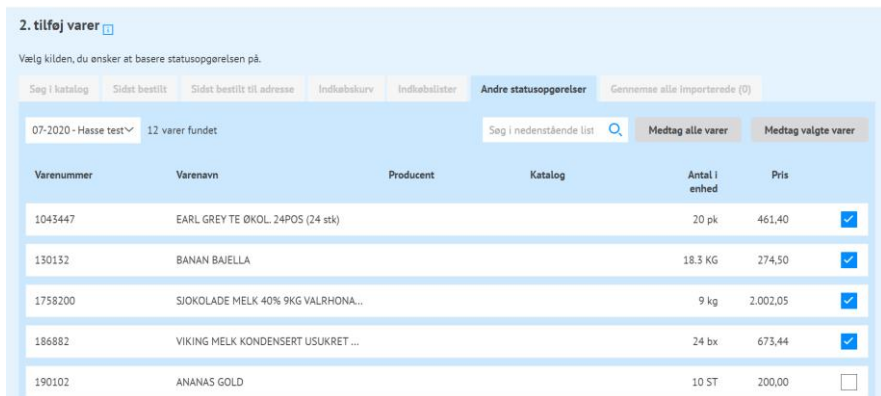 2. tilføj varer i
Vælg kilden, du ønsker at basere statusopgørelsen på.
Søg i katalog Sidst bestilt Sidst bestilt til adresse Indkøbskurv Indkøbslister Andre statusopgørelser Gennemse alle importerede (0)
07-2020 - Hasse test 12 varer fundet Søg i nedenstående list Medtag alle varer Medtag valgte varer
Varenummer Varenavn Producent Katalog Antal i enhed Pris
1043447 EARL GREY TE ØKOL. 24POS (24 stk) 20 pk 461,40
130132 BANAN BAJELLA 18.3 KG 274,50
1758200 SJOKOLADE MELK 40% 9KG VALRHONA... 9 kg 2.002,05
186882 VIKING MELK KONDENSERT USUKRET ... 24 bx 673,44
190102 ANANAS GOLD 10 ST 200,00